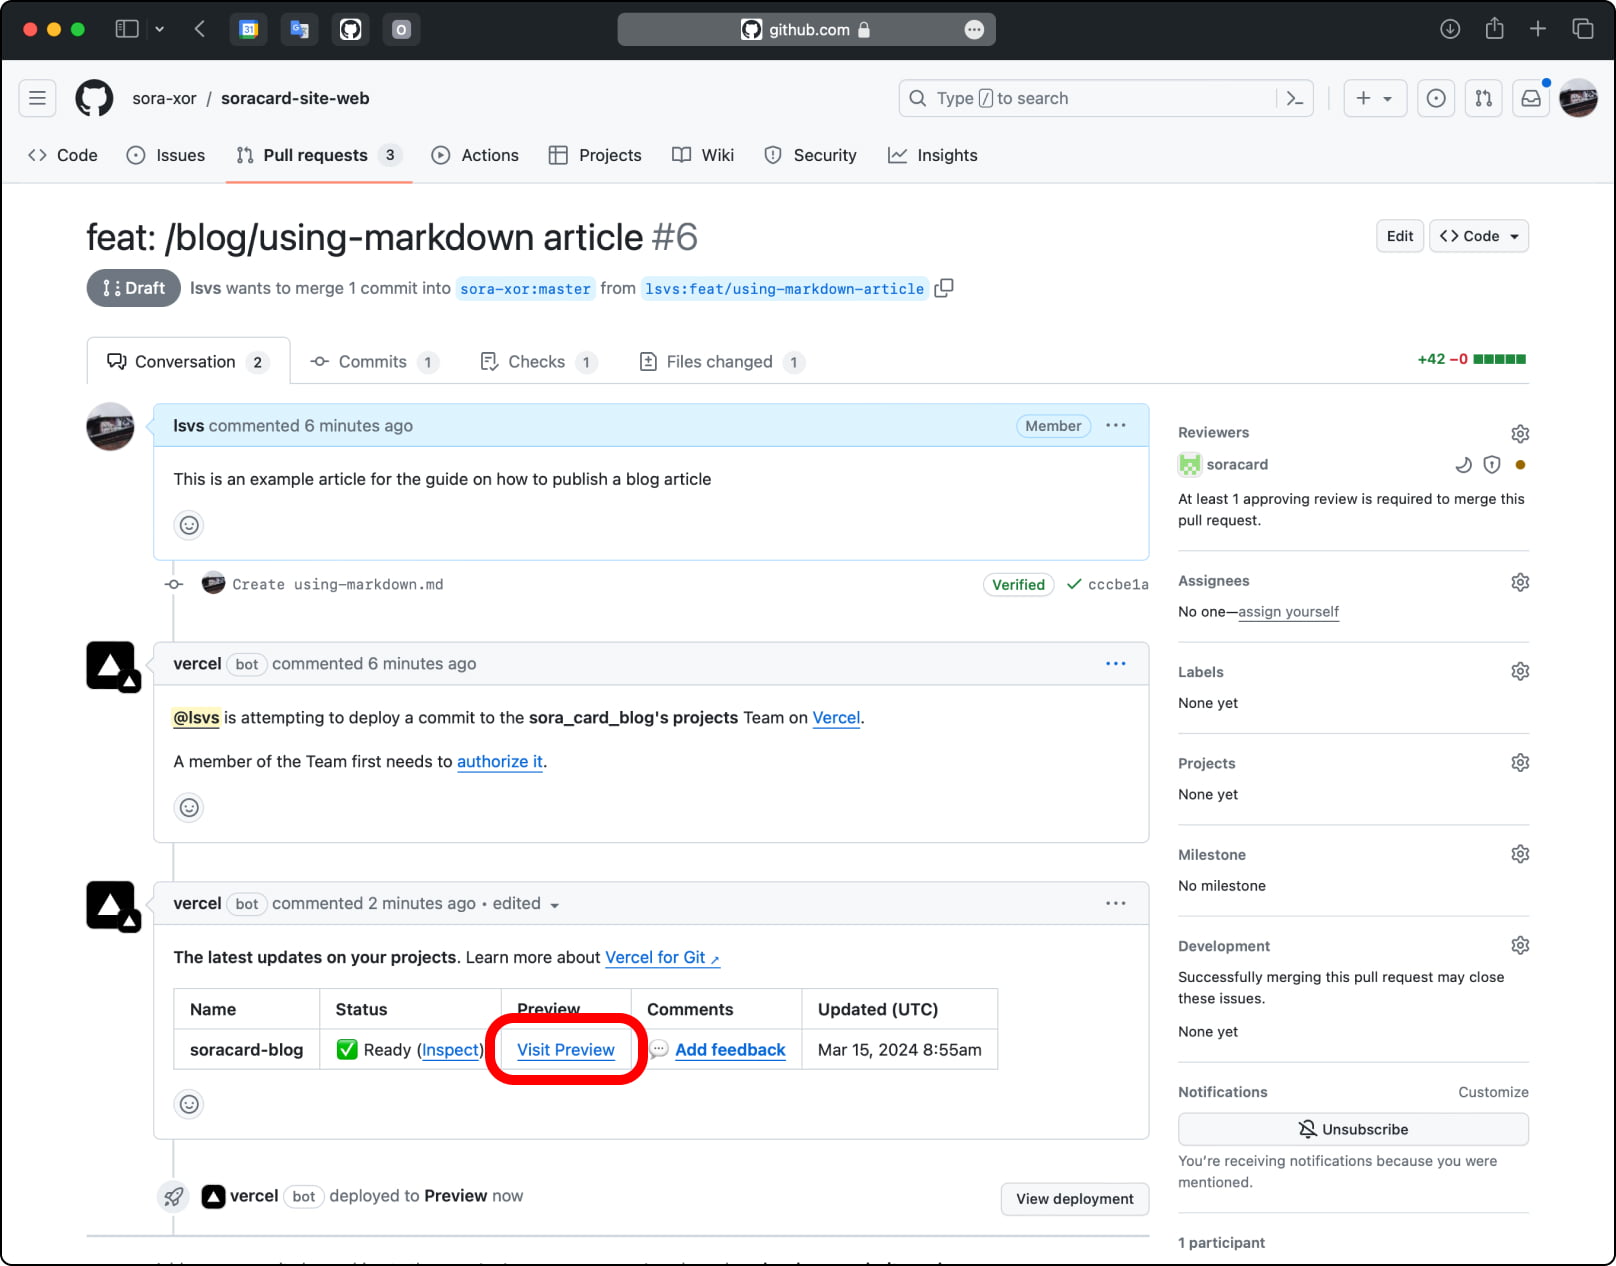 31
G
O
github.com
sora-xor / soracard-site-web
Type / to search
Code
Issues
Pull requests 3
Actions
Projects
Wiki
Security
Insights
feat: /blog/using-markdown article #6
Edit
Code
Draft
lsvs wants to merge 1 commit into sora-xor:master from lsvs:feat/using-markdown-article
Conversation 2
Commits 1
Checks 1
Files changed 1
+42 −0
lsvs commented 6 minutes ago
Member
This is an example article for the guide on how to publish a blog article
Create using-markdown.md
Verified
cccbe1a
vercel bot commented 6 minutes ago
@lsvs is attempting to deploy a commit to the sora_card_blog's projects Team on Vercel.
A member of the Team first needs to authorize it.
vercel bot commented 2 minutes ago • edited
The latest updates on your projects. Learn more about Vercel for Git ↗
Name Status Preview Comments Updated (UTC)
soracard-blog ✅ Ready (Inspect) Visit Preview 💬 Add feedback Mar 15, 2024 8:55am
vercel bot deployed to Preview now
View deployment
Reviewers
soracard
At least 1 approving review is required to merge this
pull request.
Assignees
No one—assign yourself
Labels
None yet
Projects
None yet
Milestone
No milestone
Development
Successfully merging this pull request may close
these issues.
None yet
Notifications
Customize
Unsubscribe
You're receiving notifications because you were
mentioned.
1 participant